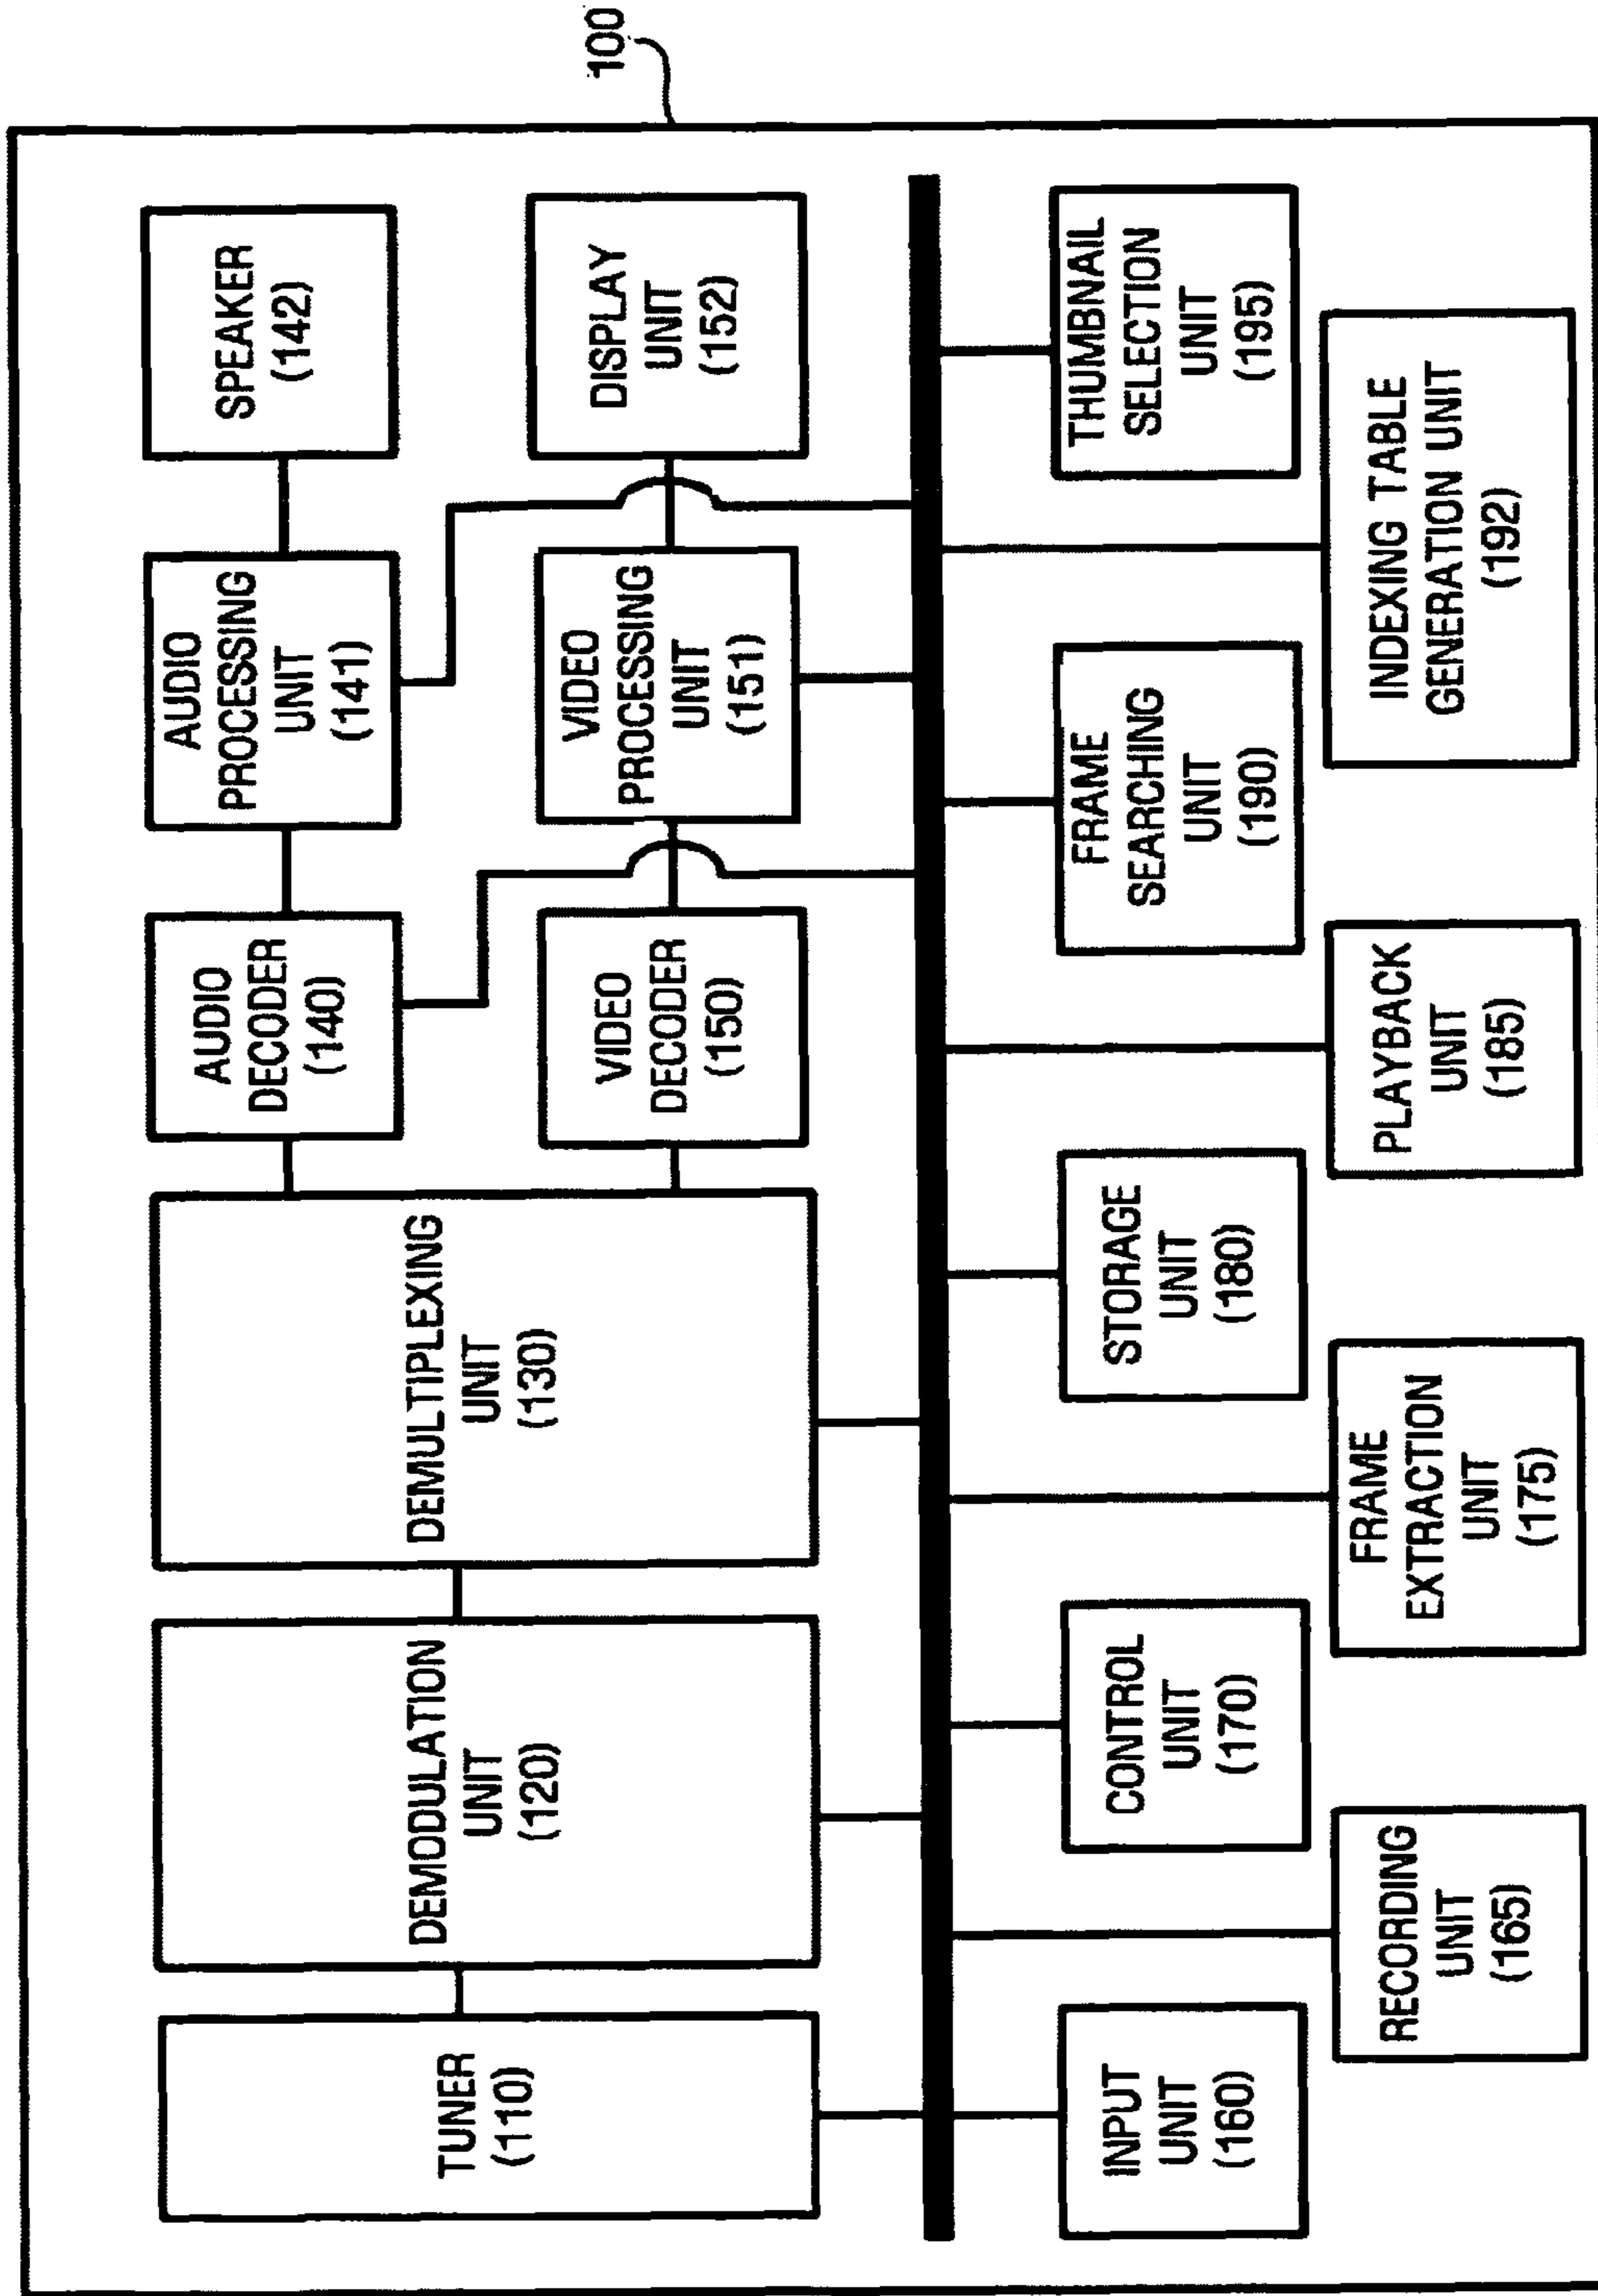 100
TUNER
(110)
DEMODULATION
UNIT
(120)
DEMULTIPLEXING
UNIT
(130)
AUDIO
DECODER
(140)
AUDIO
PROCESSING
UNIT
(141)
SPEAKER
(142)
VIDEO
DECODER
(150)
VIDEO
PROCESSING
UNIT
(151)
DISPLAY
UNIT
(152)
INPUT
UNIT
(160)
CONTROL
UNIT
(170)
STORAGE
UNIT
(180)
FRAME
SEARCHING
UNIT
(190)
THUMBNAIL
SELECTION
UNIT
(195)
RECORDING
UNIT
(165)
FRAME
EXTRACTION
UNIT
(175)
PLAYBACK
UNIT
(185)
INDEXING TABLE
GENERATION UNIT
(192)